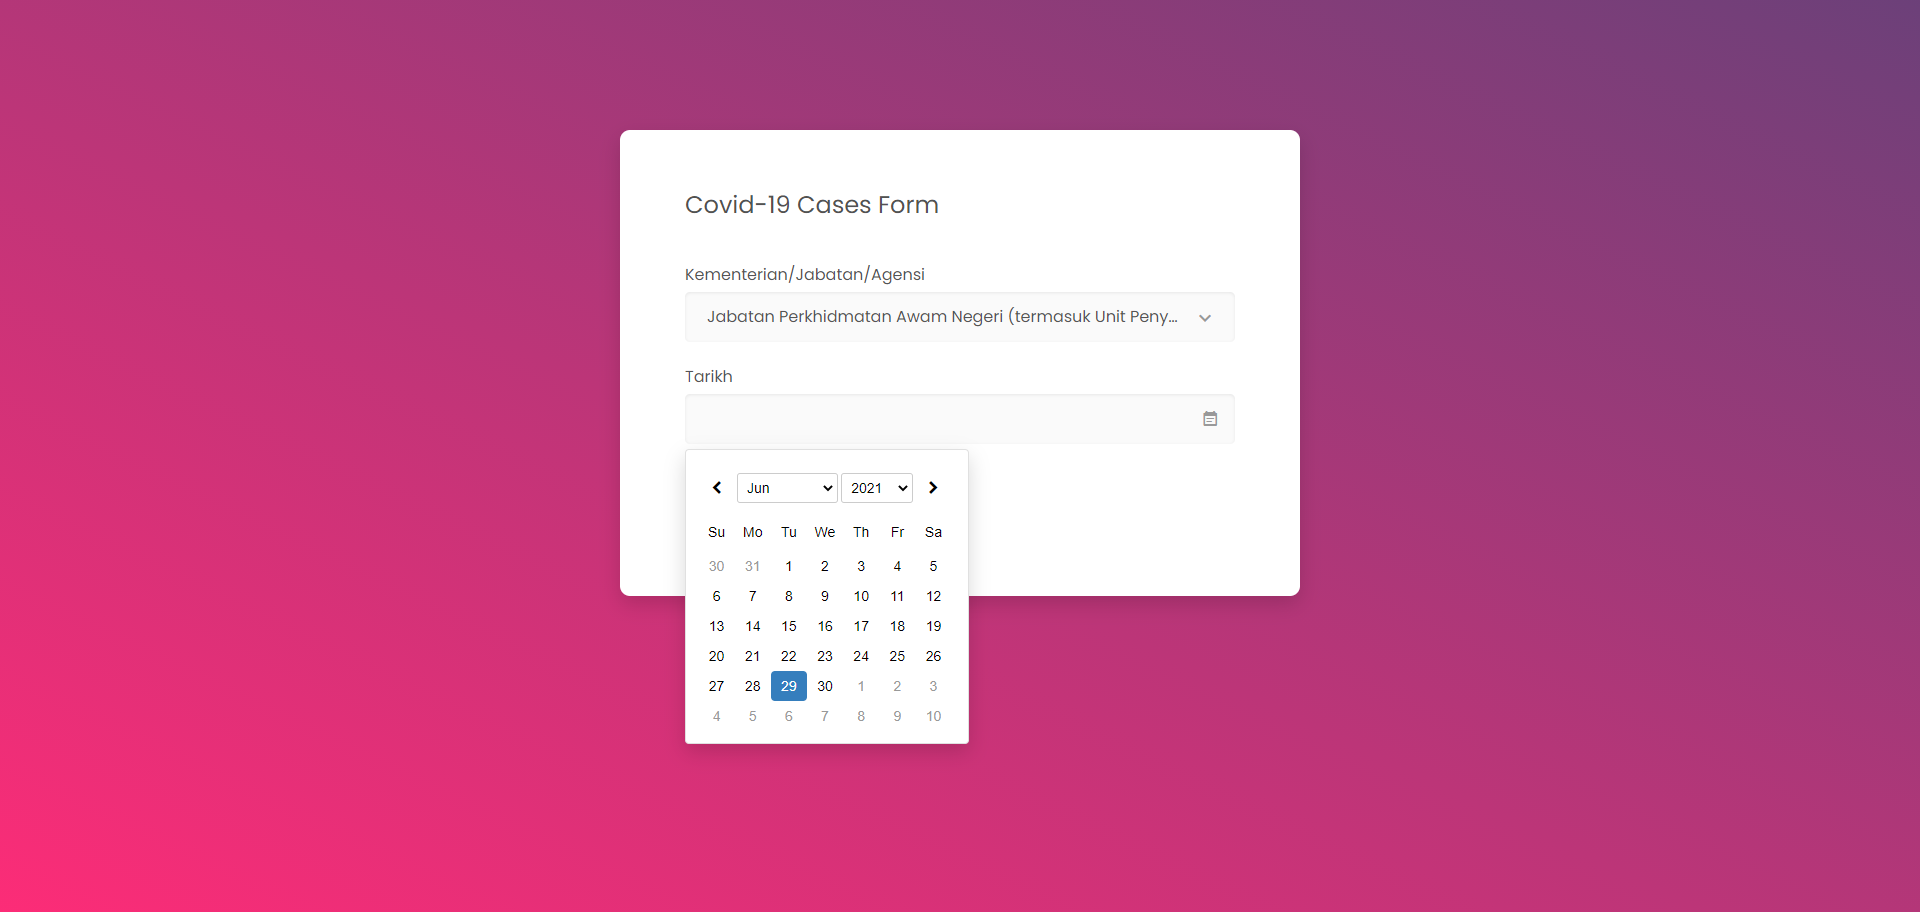 Covid-19 Cases Form
Kementerian/Jabatan/Agensi
Jabatan Perkhidmatan Awam Negeri (termasuk Unit Peny...
Tarikh
Jun 2021
Su Mo Tu We Th Fr Sa
30 31 1 2 3 4 5
6 7 8 9 10 11 12
13 14 15 16 17 18 19
20 21 22 23 24 25 26
27 28 29 30 1 2 3
4 5 6 7 8 9 10